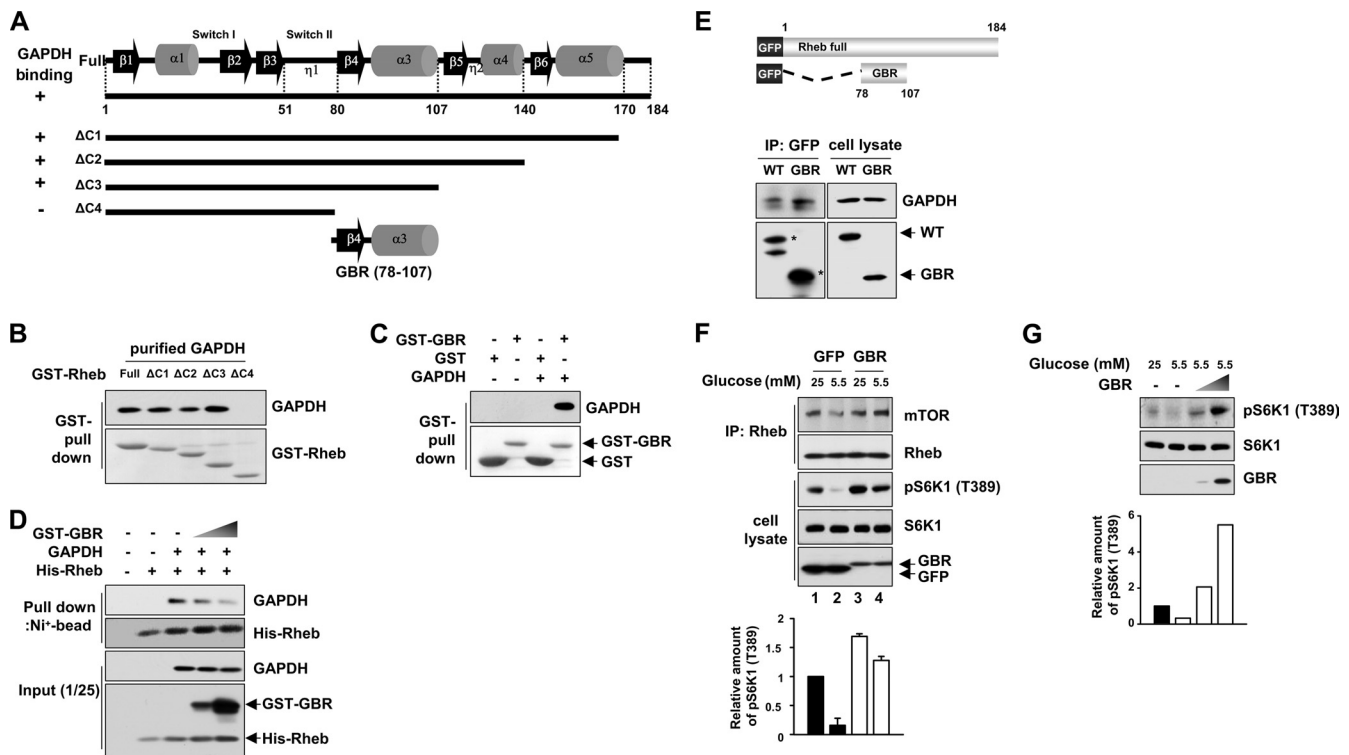 A
Switch I
Switch II
GAPDH
binding
Full
β1
α1
β2
β3
η1
β4
α3
β5
η2
α4
β6
α5
+
1
51
80
107
140
170
184
+ ΔC1
+ ΔC2
+ ΔC3
- ΔC4
β4
α3
GBR (78-107)
B
purified GAPDH
GST-Rheb
Full ΔC1 ΔC2 ΔC3 ΔC4
GST-
pull
down
GAPDH
GST-Rheb
C
GST-GBR - + - +
GST + - + -
GAPDH - - + +
GST-
pull
down
GAPDH
GST-GBR
GST
D
GST-GBR - - -
GAPDH - - + + +
His-Rheb - + + + +
Pull down
:Ni⁺-bead
GAPDH
His-Rheb
Input (1/25)
GAPDH
GST-GBR
His-Rheb
E
1
184
GFP
Rheb full
GFP
GBR
78
107
IP: GFP
cell lysate
WT GBR WT GBR
GAPDH
WT
GBR
*
*
F
GFP GBR
Glucose (mM) 25 5.5 25 5.5
IP: Rheb
mTOR
Rheb
cell
lysate
pS6K1 (T389)
S6K1
GBR
GFP
1 2 3 4
Relative amount
of pS6K1 (T389)
2
1.5
1
0.5
0
G
Glucose (mM) 25 5.5 5.5 5.5
GBR - -
pS6K1 (T389)
S6K1
GBR
Relative amount
of pS6K1 (T389)
6
4
2
0